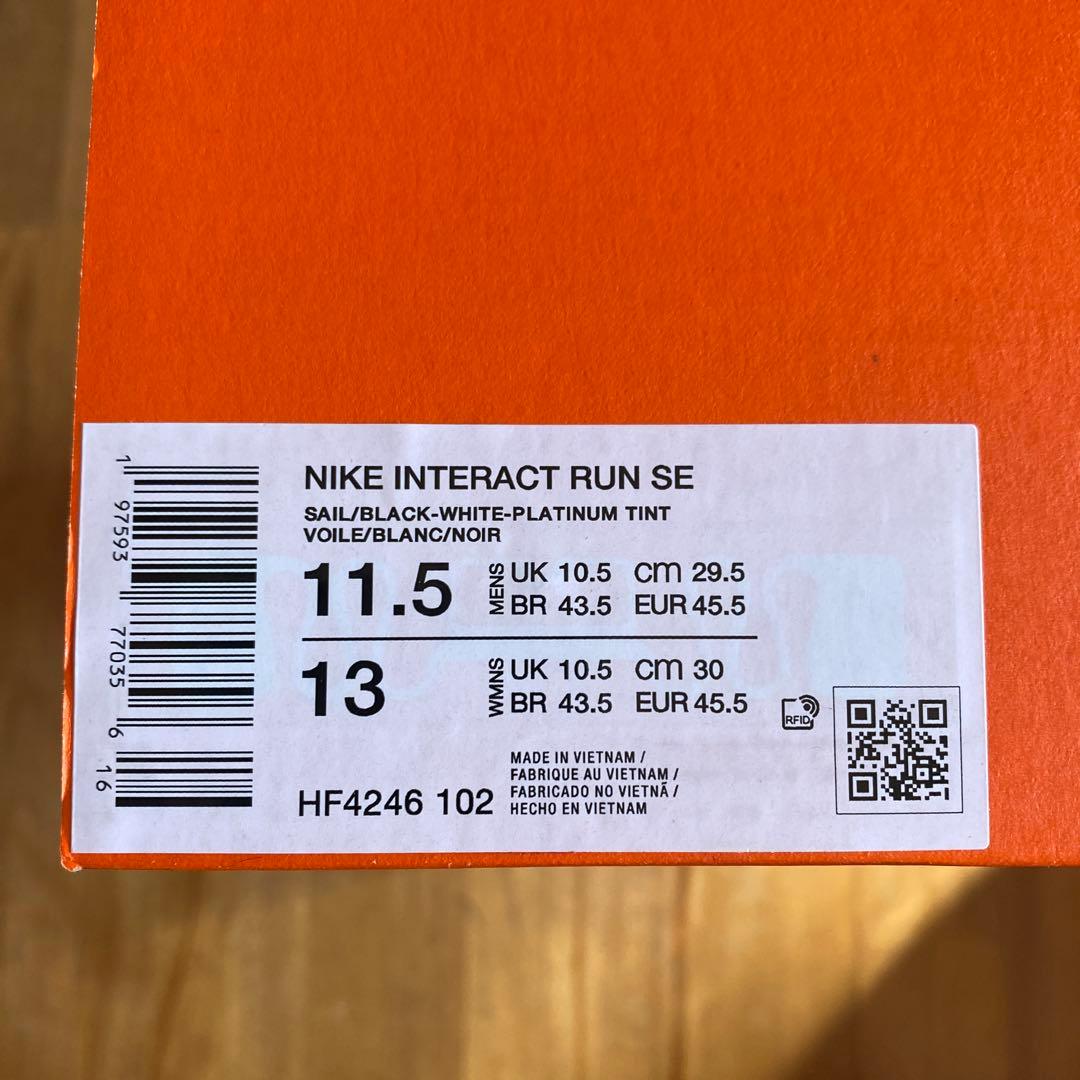 NIKE INTERACT RUN SE
SAIL/BLACK-WHITE-PLATINUM TINT
VOILE/BLANC/NOIR
11.5 MENS UK 10.5 CM 29.5
BR 43.5 EUR 45.5
13 WMNS UK 10.5 CM 30
BR 43.5 EUR 45.5
RFID
MADE IN VIETNAM /
FABRIQUE AU VIETNAM /
FABRICADO NO VIETNÃ /
HECHO EN VIETNAM
HF4246 102
1 97593 77035 6 16